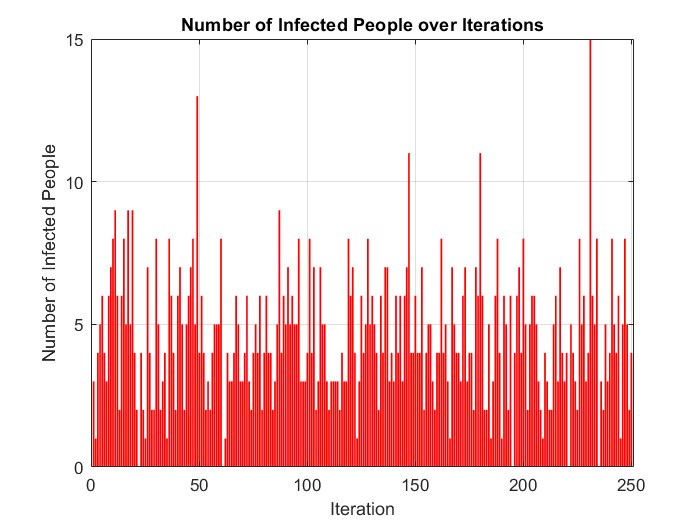 Number of Infected People over Iterations
15
10
5
0
Number of Infected People
0 50 100 150 200 250
Iteration